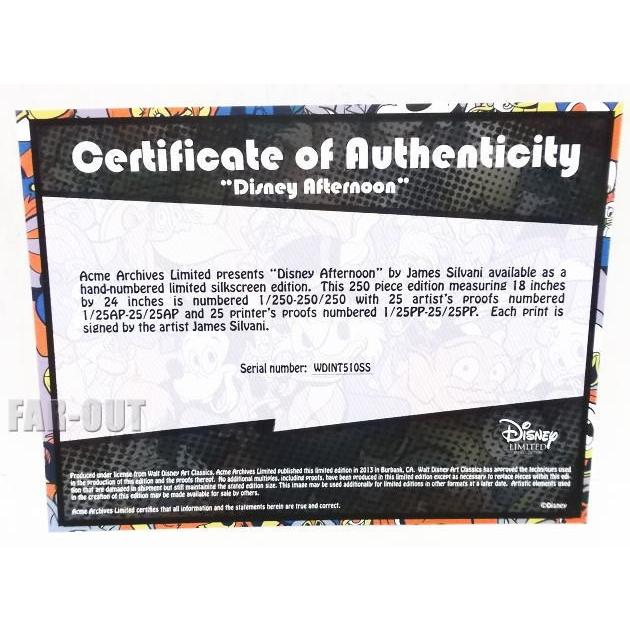 Certificate of Authenticity
"Disney Afternoon"
Acme Archives Limited presents "Disney Afternoon" by James Silvani available as a
hand-numbered limited silkscreen edition. This 250 piece edition measuring 18 inches
by 24 inches is numbered 1/250-250/250 with 25 artist's proofs numbered
1/25AP-25/25AP and 25 printer's proofs numbered 1/25PP-25/25PP. Each print is
signed by the artist James Silvani.
Serial number: WDINT510SS
FAR-OUT
Disney
LIMITED
Produced under license from Walt Disney Art Classics, Acme Archives Limited published this limited edition in 2013 in Burbank, CA. Walt Disney Art Classics has approved the techniques used
in the production of this edition and the proofs thereof. No additional multiples, including proofs, have been produced in this limited edition except as necessary to replace pieces within this edi-
tion that are damaged in shipment but still maintaining the stated edition size. This image may be used additionally for limited editions in other formats at a later date. Artistic elements used
in the creation of this edition may be made available for sale by others.
Acme Archives Limited certifies that all information and the statements herein are true and correct.
©Disney